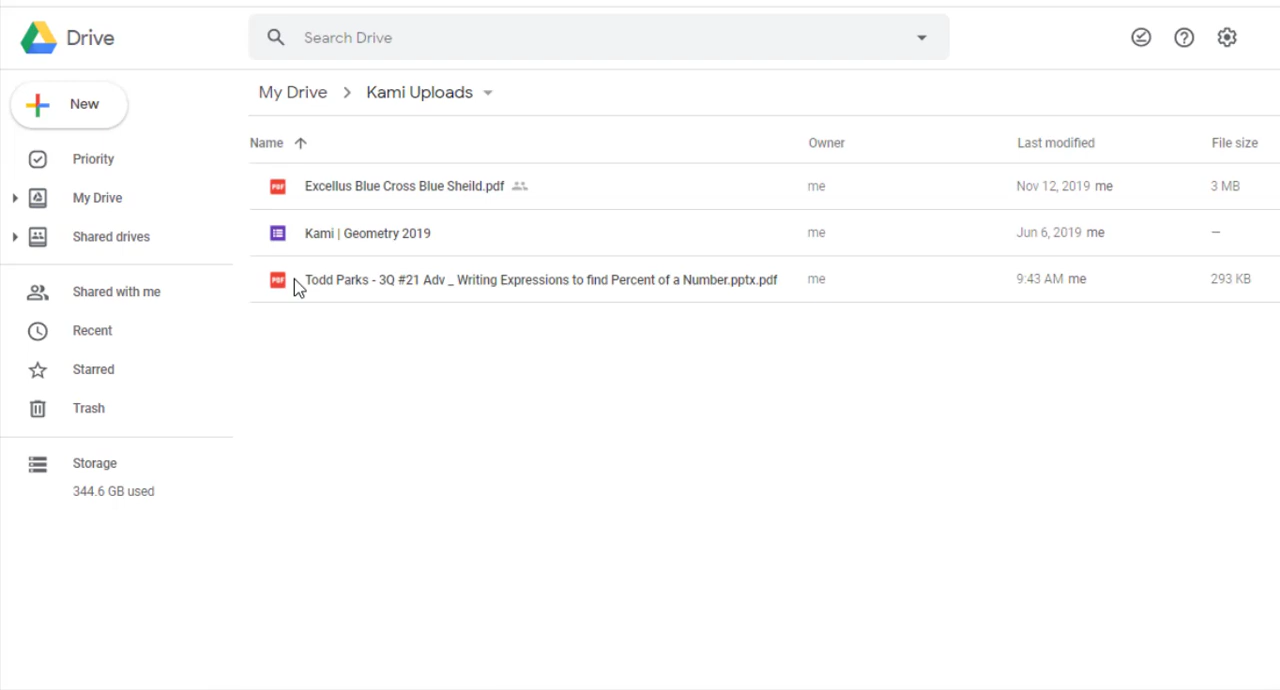 Drive
Search Drive
New
My Drive > Kami Uploads
Name Owner Last modified File size
Priority
PDF Excellus Blue Cross Blue Sheild.pdf me Nov 12, 2019 me 3 MB
My Drive
Kami | Geometry 2019 me Jun 6, 2019 me –
Shared drives
PDF Todd Parks - 3Q #21 Adv _ Writing Expressions to find Percent of a Number.pptx.pdf me 9:43 AM me 293 KB
Shared with me
Recent
Starred
Trash
Storage
344.6 GB used